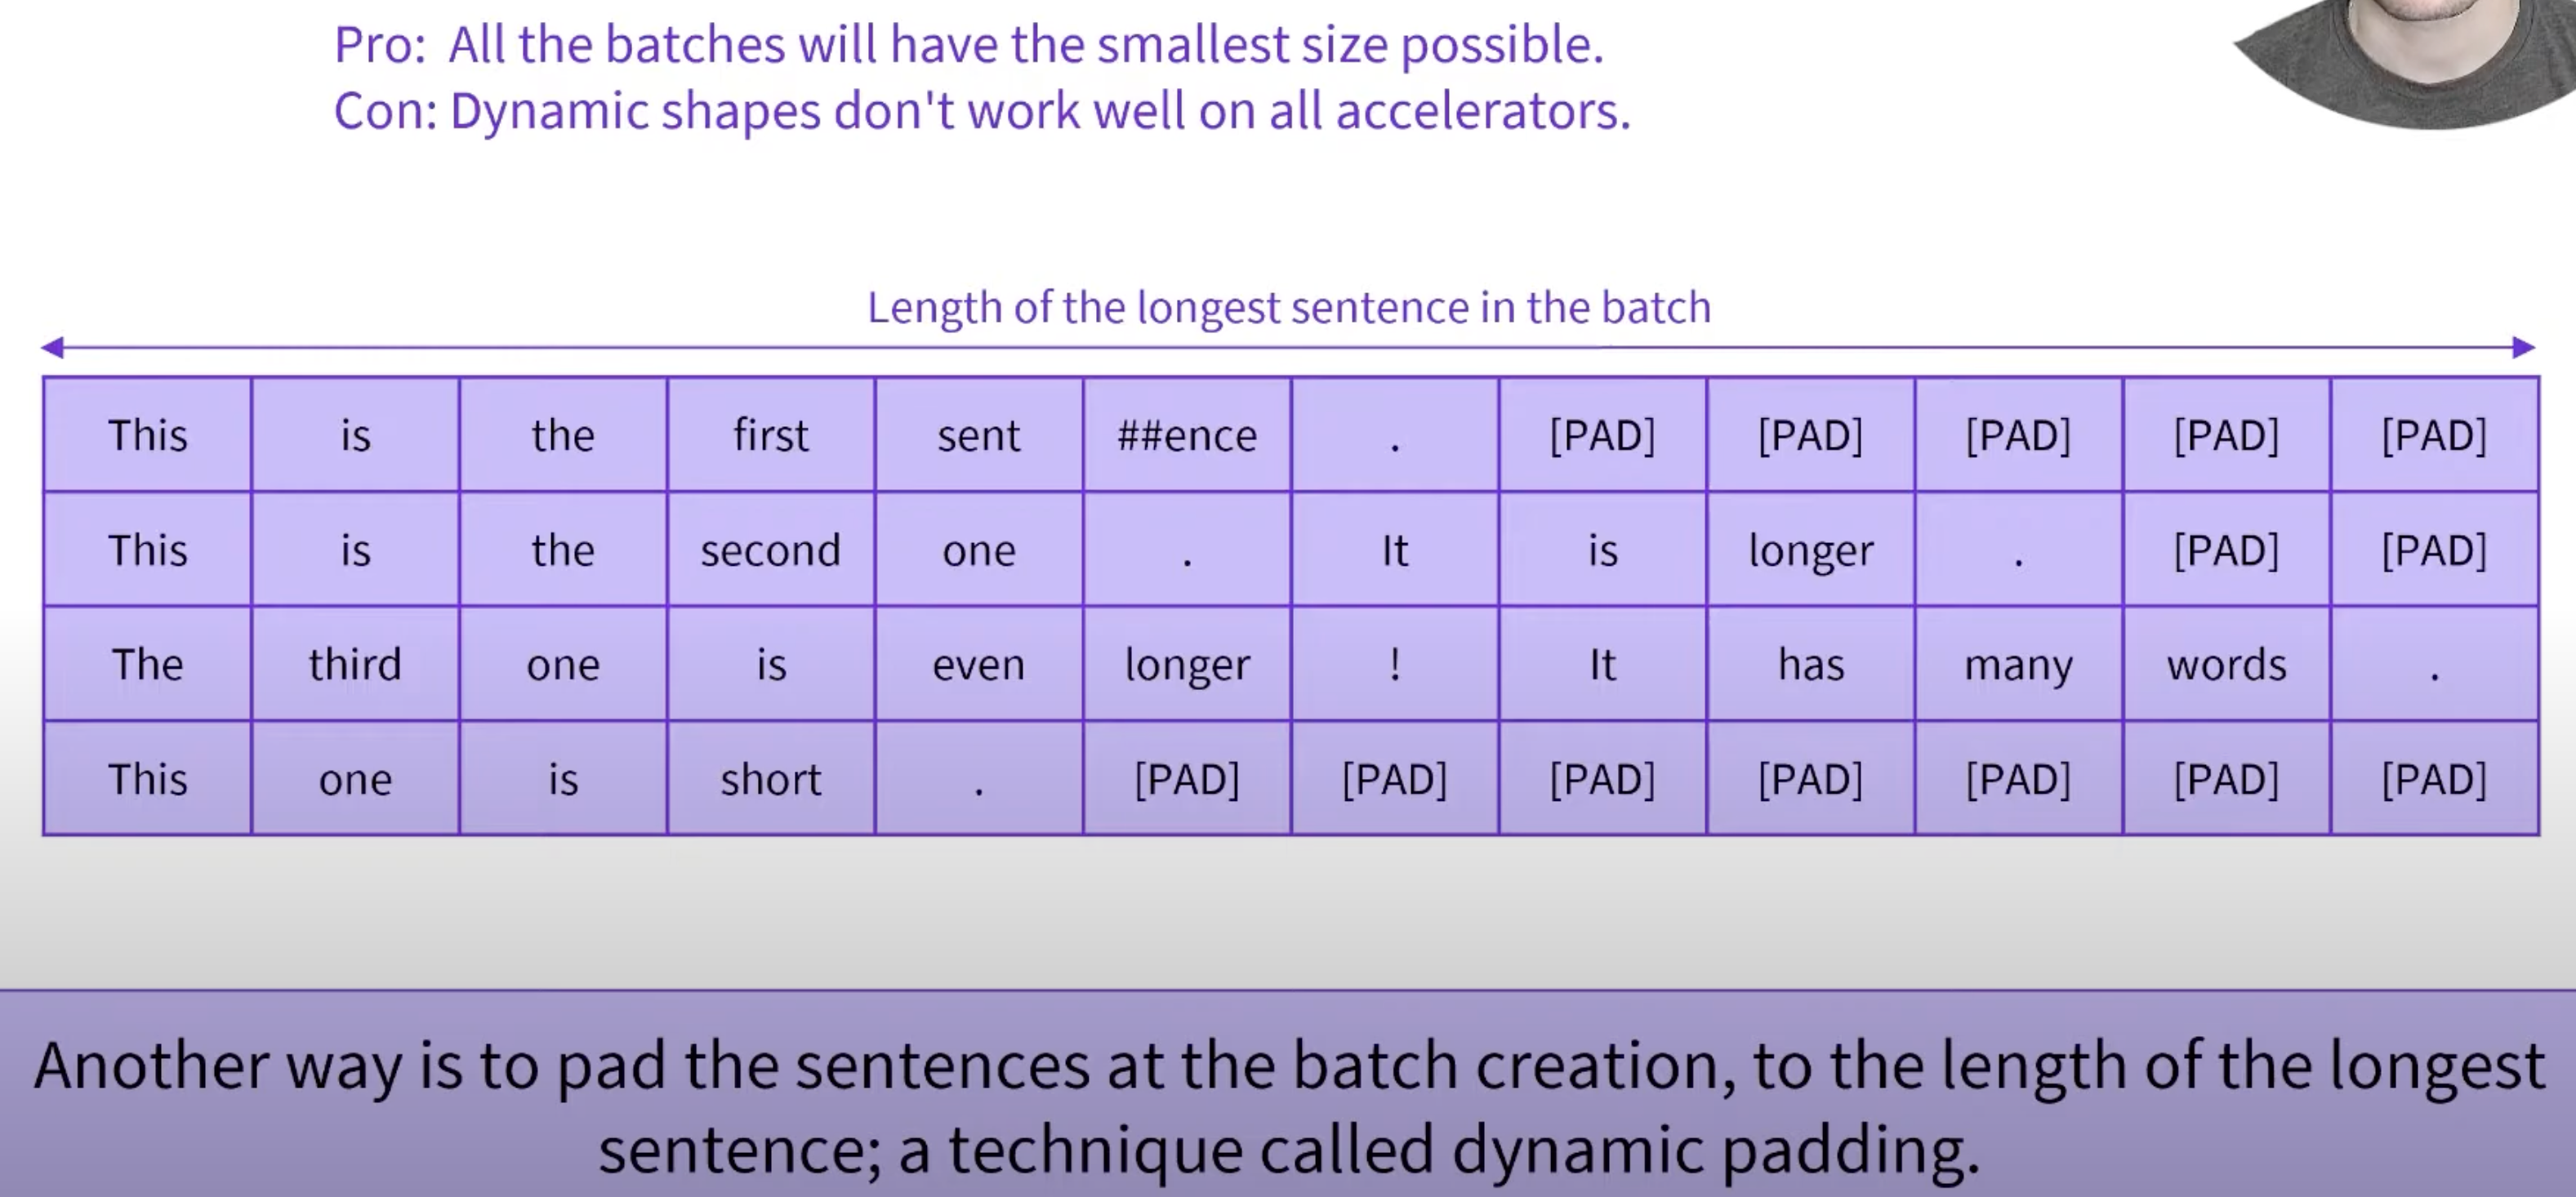 Pro: All the batches will have the smallest size possible.
Con: Dynamic shapes don't work well on all accelerators.
Length of the longest sentence in the batch
This is the first sent ##ence . [PAD] [PAD] [PAD] [PAD] [PAD]
This is the second one . It is longer . [PAD] [PAD]
The third one is even longer ! It has many words .
This one is short . [PAD] [PAD] [PAD] [PAD] [PAD] [PAD] [PAD]
Another way is to pad the sentences at the batch creation, to the length of the longest
sentence; a technique called dynamic padding.